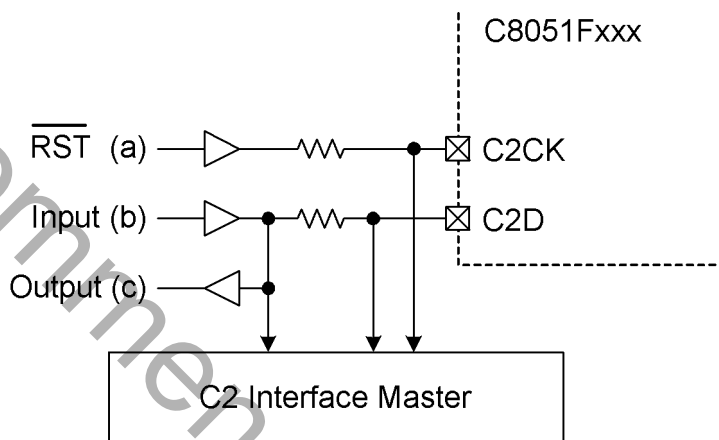 C8051Fxxx
RST (a)
C2CK
Input (b)
C2D
Output (c)
C2 Interface Master